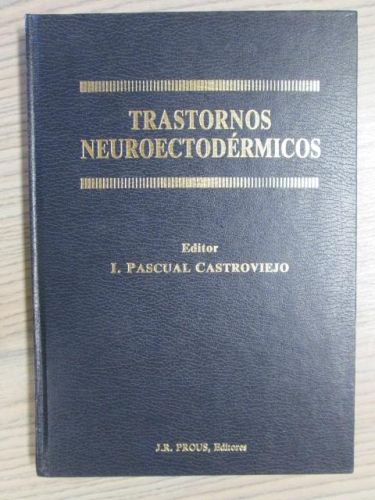 TRASTORNOS
NEUROECTODÉRMICOS
Editor
I. PASCUAL CASTROVIEJO
J.R. PROUS, Editores